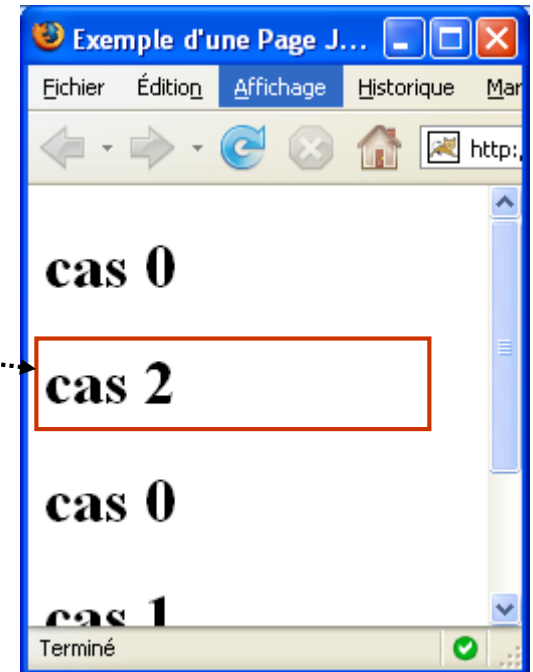 Exemple d'une Page J...
Fichier Édition Affichage Historique Mar
http:
cas 0
cas 2
cas 0
cas 1
Terminé